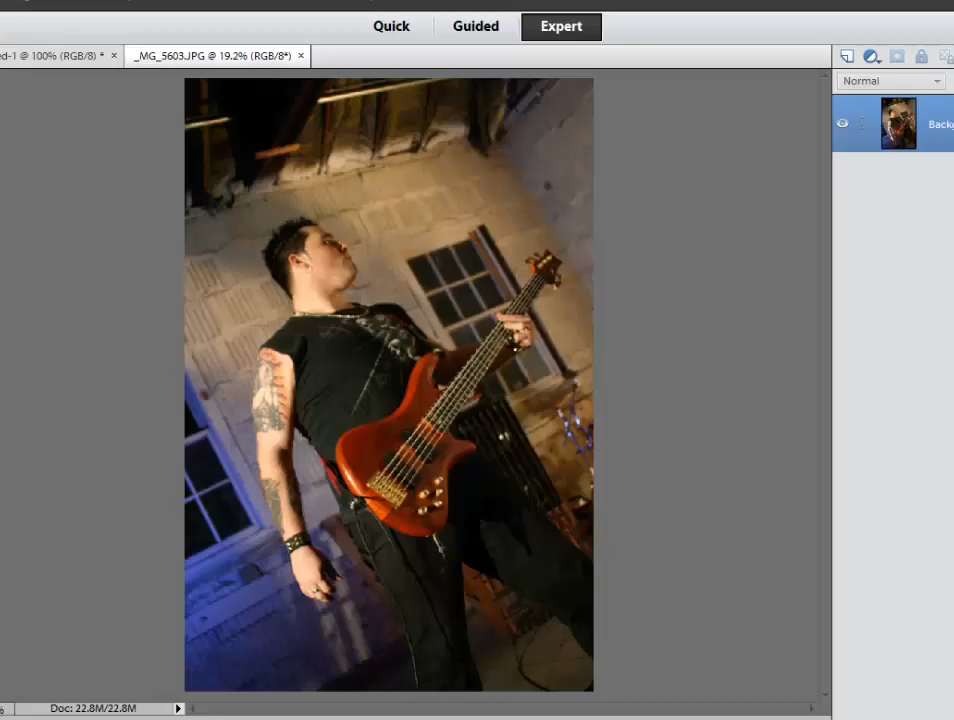 Quick Guided Expert
ed-1 @ 100% (RGB/8) * × _MG_5603.JPG @ 19.2% (RGB/8*) ×
Normal
Backg
% Doc: 22.8M/22.8M